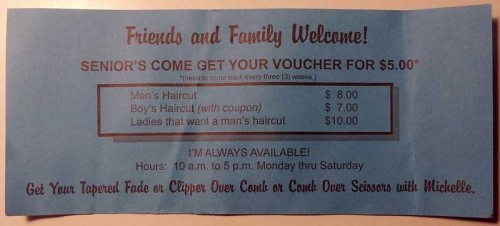 Friends and Family Welcome!
SENIOR'S COME GET YOUR VOUCHER FOR $5.00*
*(need to come back every three (3) weeks.)
Men's Haircut $ 8.00
Boy's Haircut (with coupon) $ 7.00
Ladies that want a man's haircut $10.00
I'M ALWAYS AVAILABLE!
Hours: 10 a.m. to 5 p.m. Monday thru Saturday
Get Your Tapered Fade or Clipper Over Comb or Comb Over Scissors with Michelle.